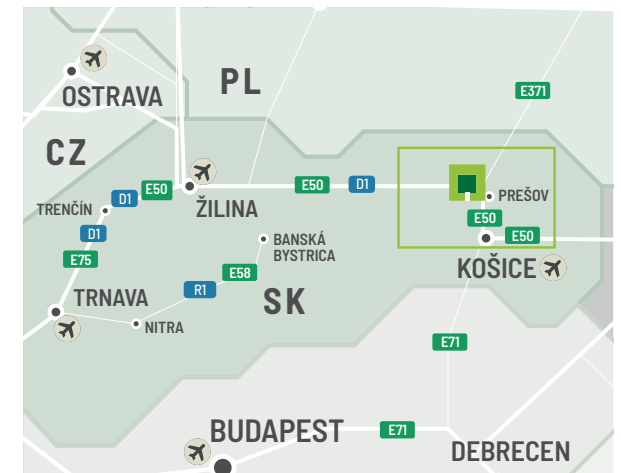 PL
OSTRAVA
E371
CZ
E50
D1
E50
D1
TRENČÍN
ŽILINA
PREŠOV
E50
D1
E50
BANSKÁ
BYSTRICA
E75
E58
KOŠICE
TRNAVA
R1
SK
NITRA
E71
BUDAPEST
E71
DEBRECEN